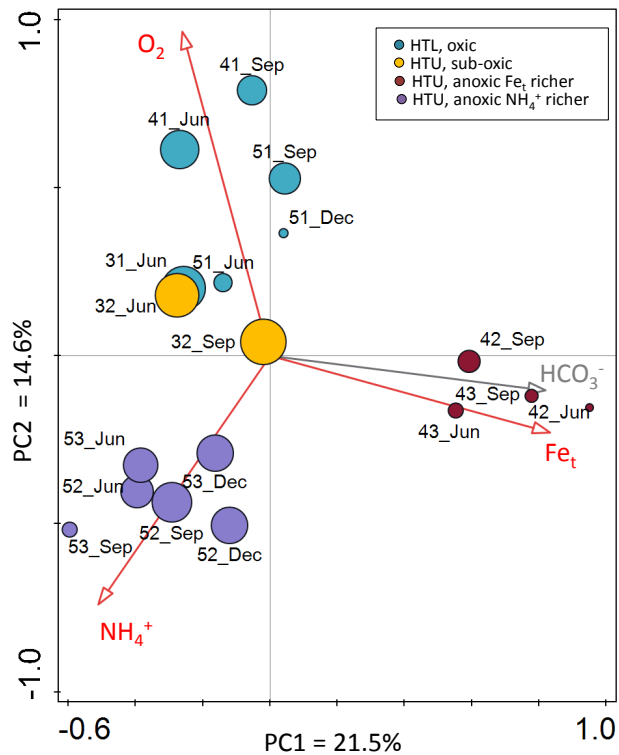 1.0
O₂
HTL, oxic
HTU, sub-oxic
HTU, anoxic Feₜ richer
HTU, anoxic NH₄⁺ richer
41_Sep
41_Jun
51_Sep
51_Dec
31_Jun
51_Jun
32_Jun
32_Sep
42_Sep
HCO₃⁻
43_Sep
42_Jun
43_Jun
Feₜ
PC2 = 14.6%
53_Jun
53_Dec
52_Jun
52_Sep
53_Sep
52_Dec
NH₄⁺
-1.0
-0.6
PC1 = 21.5%
1.0